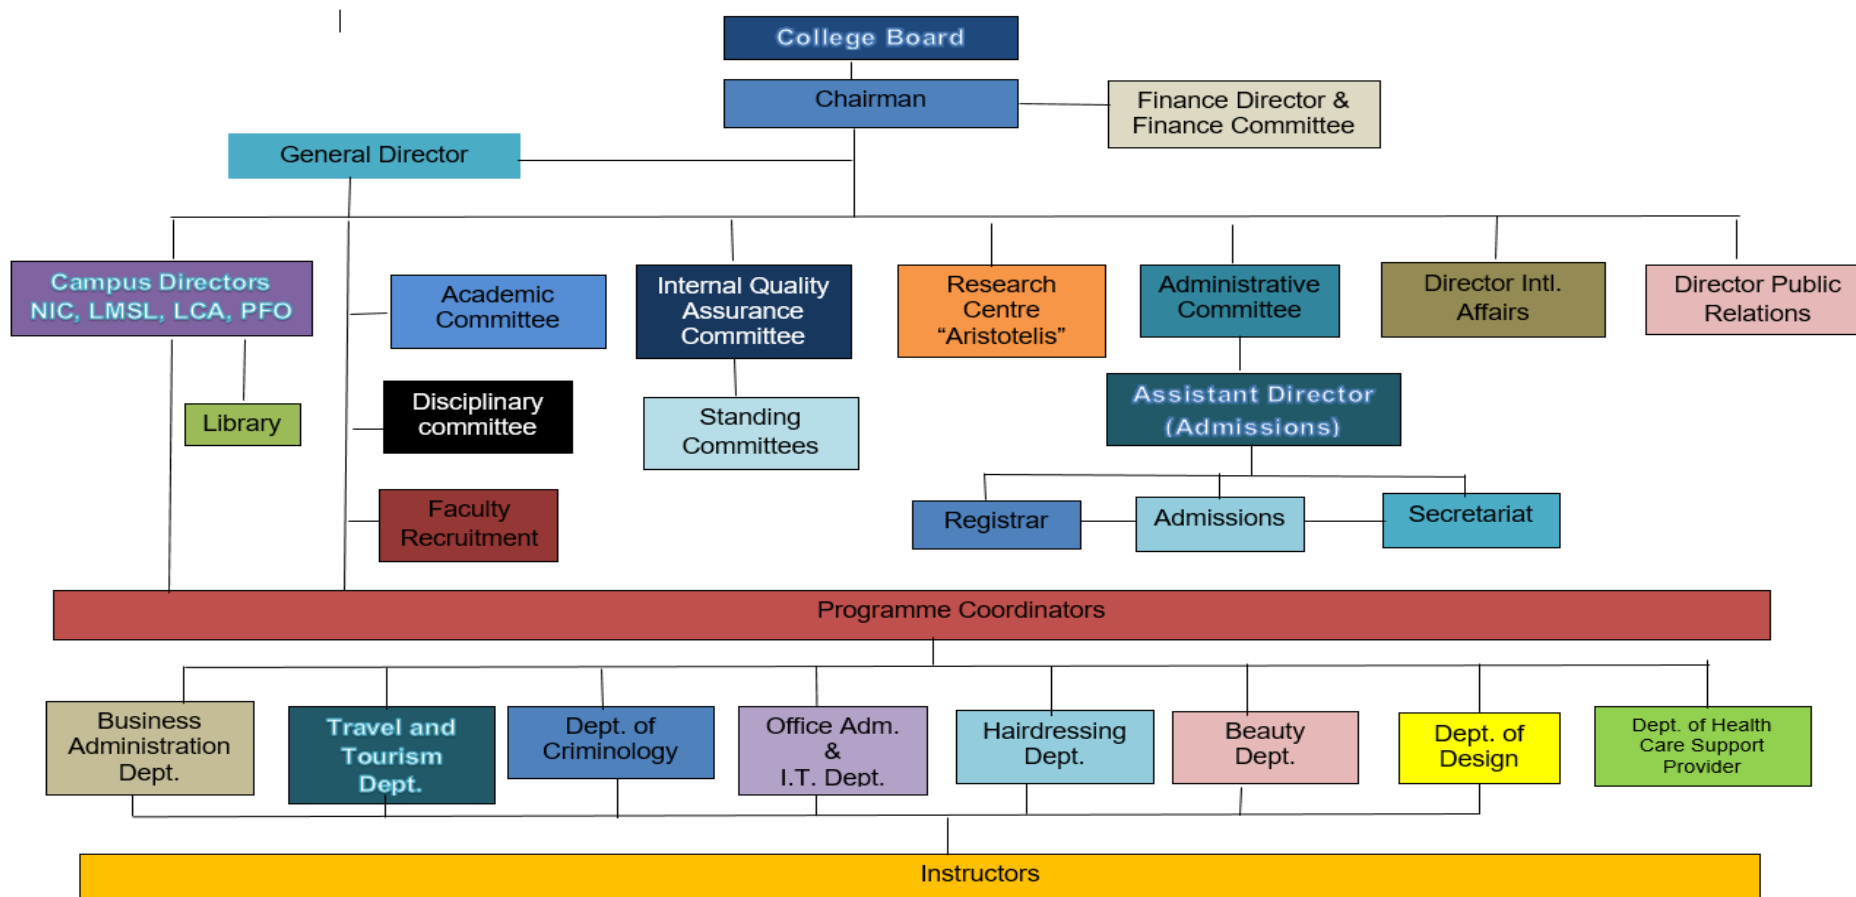 College Board
Chairman
Finance Director &
Finance Committee
General Director
Campus Directors
NIC, LMSL, LCA, PFO
Academic
Committee
Internal Quality
Assurance
Committee
Research
Centre
“Aristotelis”
Administrative
Committee
Director Intl.
Affairs
Director Public
Relations
Library
Disciplinary
committee
Standing
Committees
Assistant Director
(Admissions)
Faculty
Recruitment
Registrar
Admissions
Secretariat
Programme Coordinators
Business
Administration
Dept.
Travel and
Tourism
Dept.
Dept. of
Criminology
Office Adm.
&
I.T. Dept.
Hairdressing
Dept.
Beauty
Dept.
Dept. of
Design
Dept. of Health
Care Support
Provider
Instructors